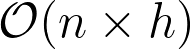 𝒪(n × h)